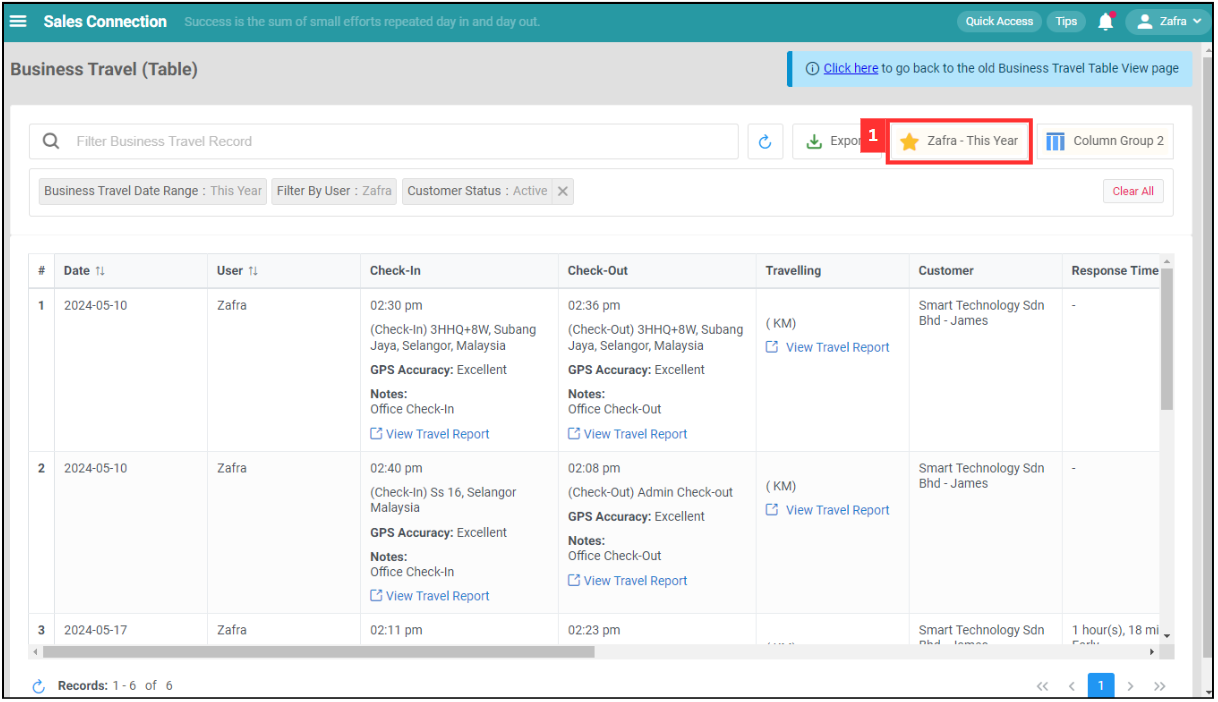 Sales Connection Success is the sum of small efforts repeated day in and day out. Quick Access Tips Zafra
Business Travel (Table)
Click here to go back to the old Business Travel Table View page
Filter Business Travel Record
Expor 1 Zafra - This Year Column Group 2
Business Travel Date Range : This Year Filter By User : Zafra Customer Status : Active Clear All
# Date User Check-In Check-Out Travelling Customer Response Time
1 2024-05-10 Zafra 02:30 pm 02:36 pm Smart Technology Sdn -
Bhd - James
(Check-In) 3HHQ+8W, Subang (Check-Out) 3HHQ+8W, Subang ( KM)
Jaya, Selangor, Malaysia Jaya, Selangor, Malaysia View Travel Report
GPS Accuracy: Excellent GPS Accuracy: Excellent
Notes: Notes:
Office Check-In Office Check-Out
View Travel Report View Travel Report
2 2024-05-10 Zafra 02:40 pm 02:08 pm Smart Technology Sdn -
Bhd - James
(Check-In) Ss 16, Selangor (Check-Out) Admin Check-out ( KM)
Malaysia
GPS Accuracy: Excellent View Travel Report
GPS Accuracy: Excellent Notes:
Notes: Office Check-Out
Office Check-In View Travel Report
View Travel Report
3 2024-05-17 Zafra 02:11 pm 02:23 pm Smart Technology Sdn 1 hour(s), 18 mi
Records: 1 - 6 of 6 << < 1 > >>